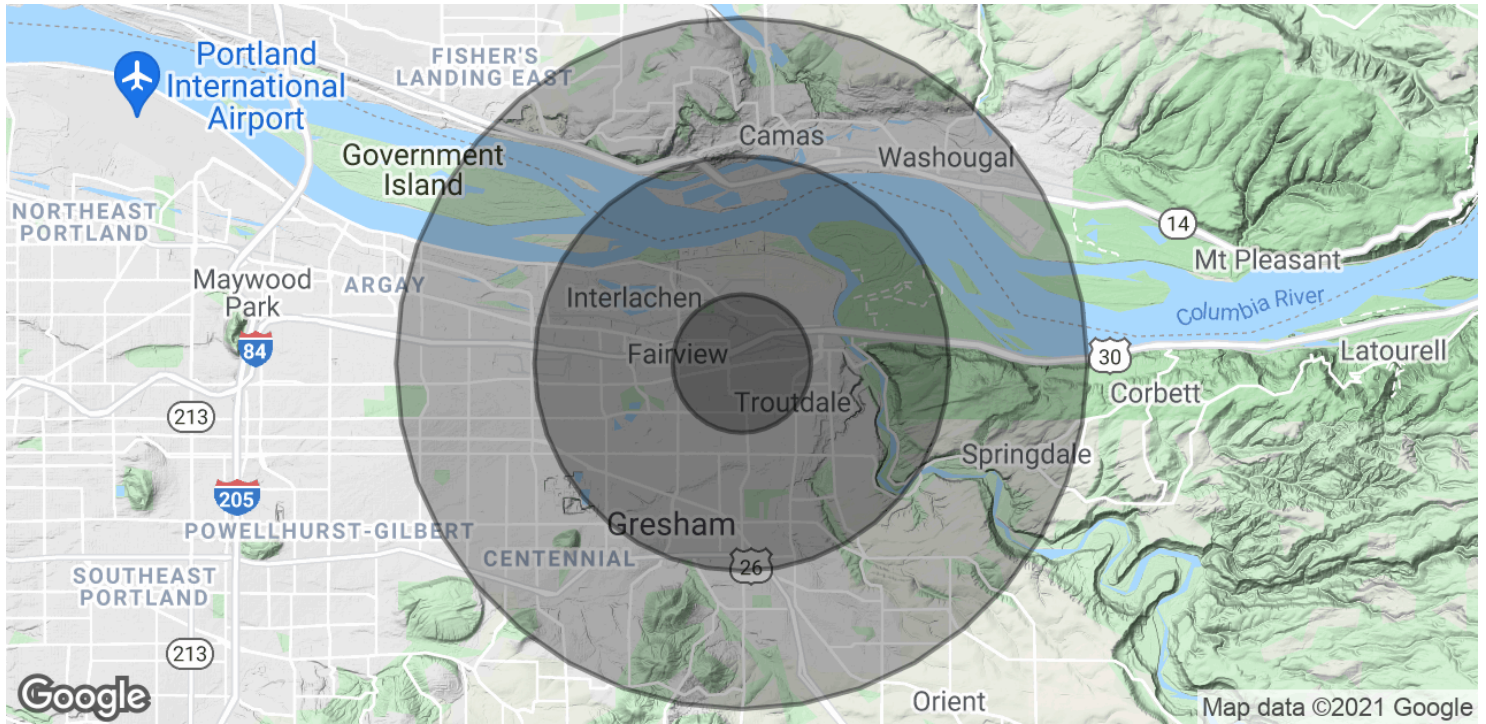 Portland
International
Airport
FISHER'S
LANDING EAST
Camas
Washougal
Government
Island
NORTHEAST
PORTLAND
14
Mt Pleasant
Maywood
Park
ARGAY
Interlachen
Columbia River
84
Fairview
30
Latourell
213
Troutdale
Corbett
Springdale
205
POWELLHURST-GILBERT
Gresham
CENTENNIAL
26
SOUTHEAST
PORTLAND
213
Orient
Google
Map data ©2021 Google